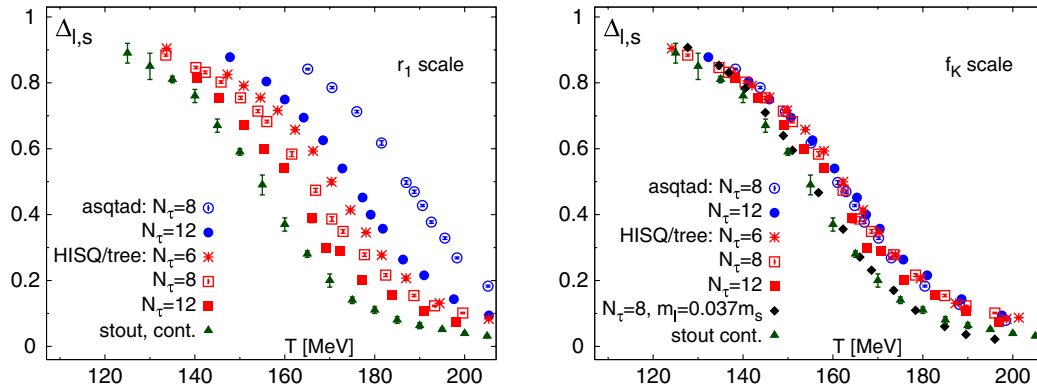 Δl,s
r1 scale
1
0.8
0.6
0.4
0.2
0
asqtad: Nτ=8
Nτ=12
HISQ/tree: Nτ=6
Nτ=8
Nτ=12
stout, cont.
T [MeV]
120 140 160 180 200
Δl,s
fK scale
1
0.8
0.6
0.4
0.2
0
asqtad: Nτ=8
Nτ=12
HISQ/tree: Nτ=6
Nτ=8
Nτ=12
Nτ=8, ml=0.037ms
stout cont.
T [MeV]
120 140 160 180 200